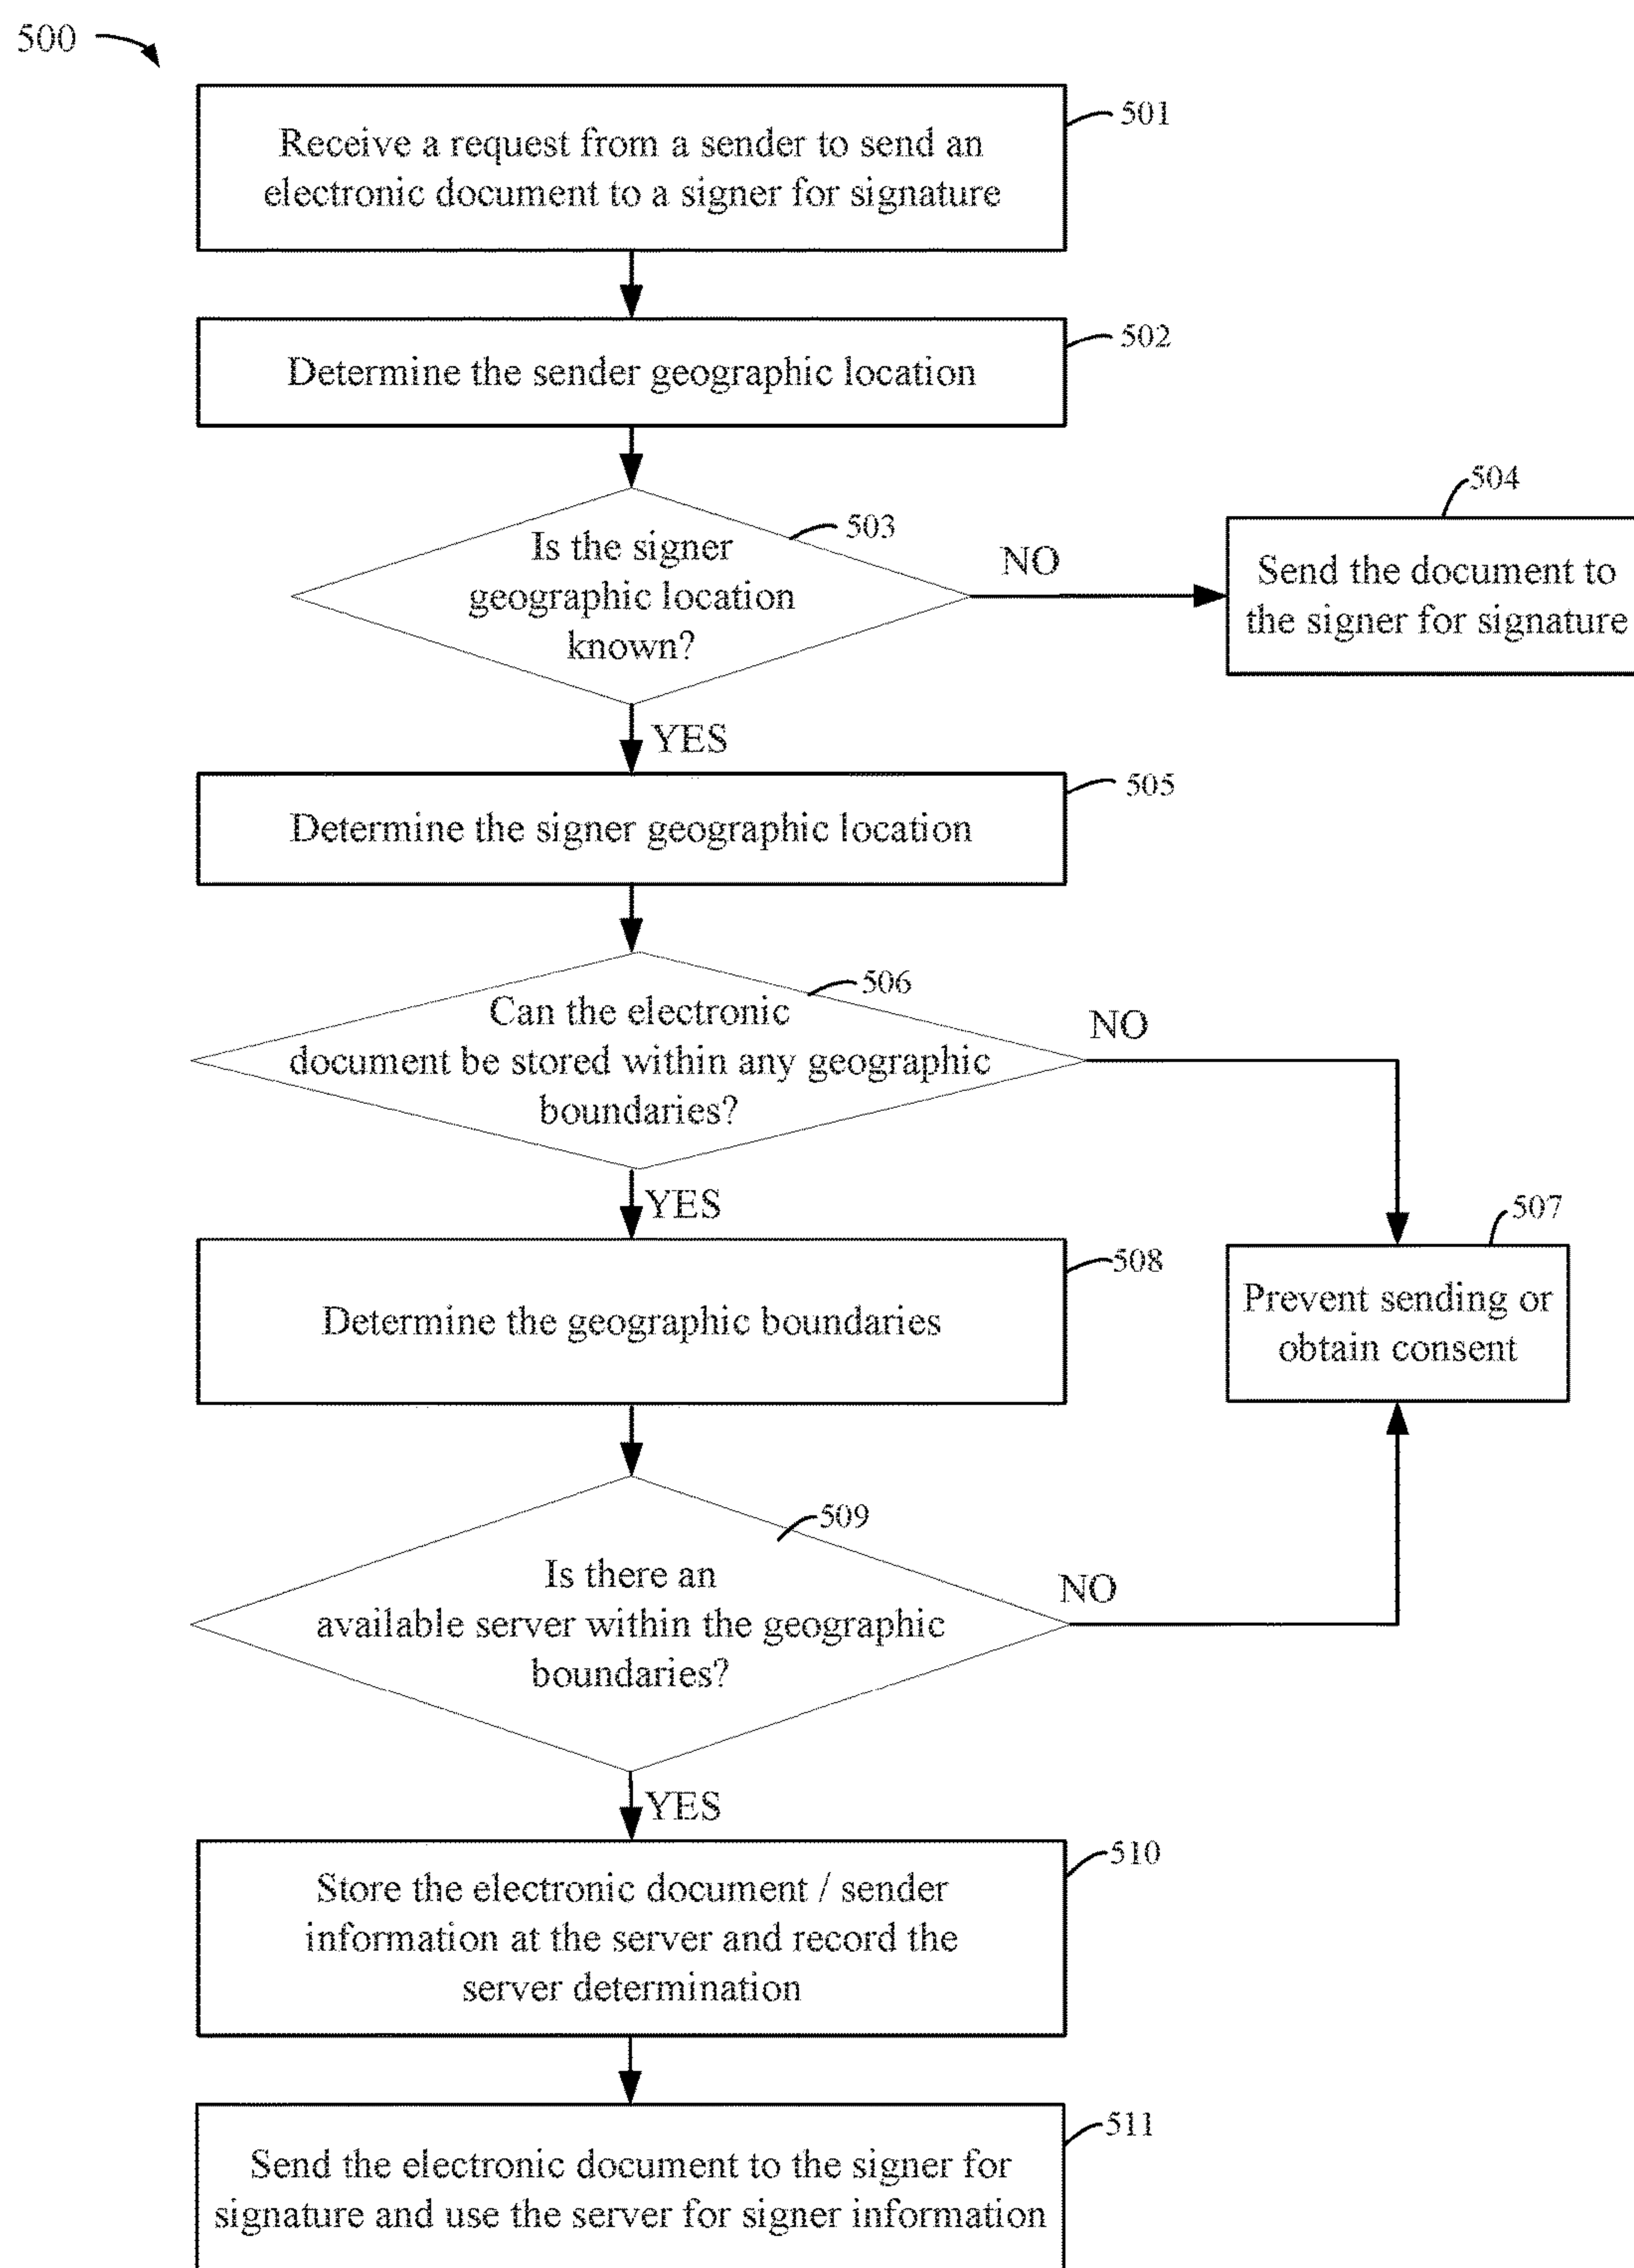 500
501
Receive a request from a sender to send an
electronic document to a signer for signature
502
Determine the sender geographic location
503
Is the signer
geographic location
known?
NO
504
Send the document to
the signer for signature
YES
505
Determine the signer geographic location
506
Can the electronic
document be stored within any geographic
boundaries?
NO
YES
507
Prevent sending or
obtain consent
508
Determine the geographic boundaries
509
Is there an
available server within the geographic
boundaries?
NO
YES
510
Store the electronic document / sender
information at the server and record the
server determination
511
Send the electronic document to the signer for
signature and use the server for signer information